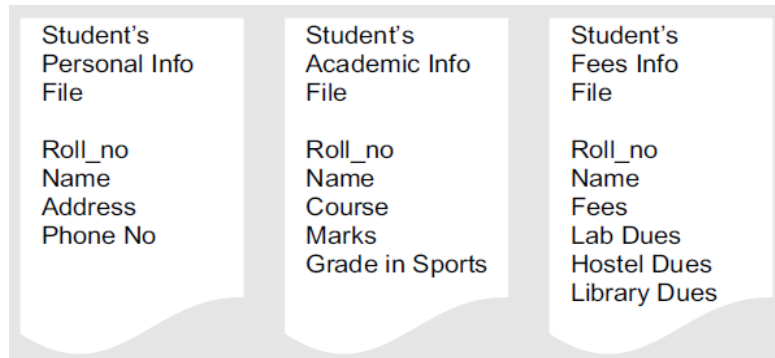 Student’s
Personal Info
File
Roll_no
Name
Address
Phone No
Student’s
Academic Info
File
Roll_no
Name
Course
Marks
Grade in Sports
Student’s
Fees Info
File
Roll_no
Name
Fees
Lab Dues
Hostel Dues
Library Dues